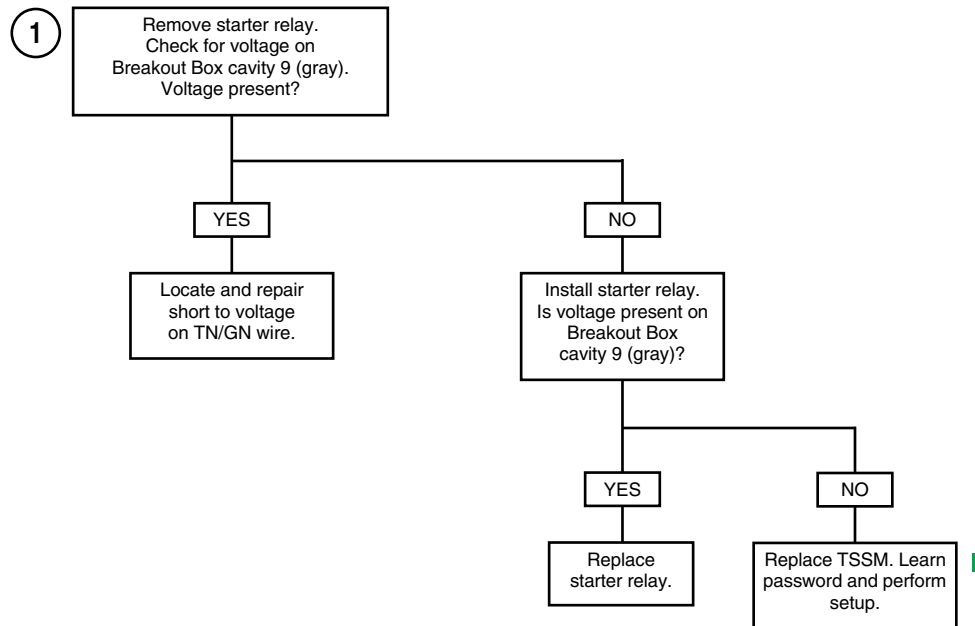 1
Remove starter relay.
Check for voltage on
Breakout Box cavity 9 (gray).
Voltage present?
YES
NO
Locate and repair
short to voltage
on TN/GN wire.
Install starter relay.
Is voltage present on
Breakout Box
cavity 9 (gray)?
YES
NO
Replace
starter relay.
Replace TSSM. Learn
password and perform
setup.